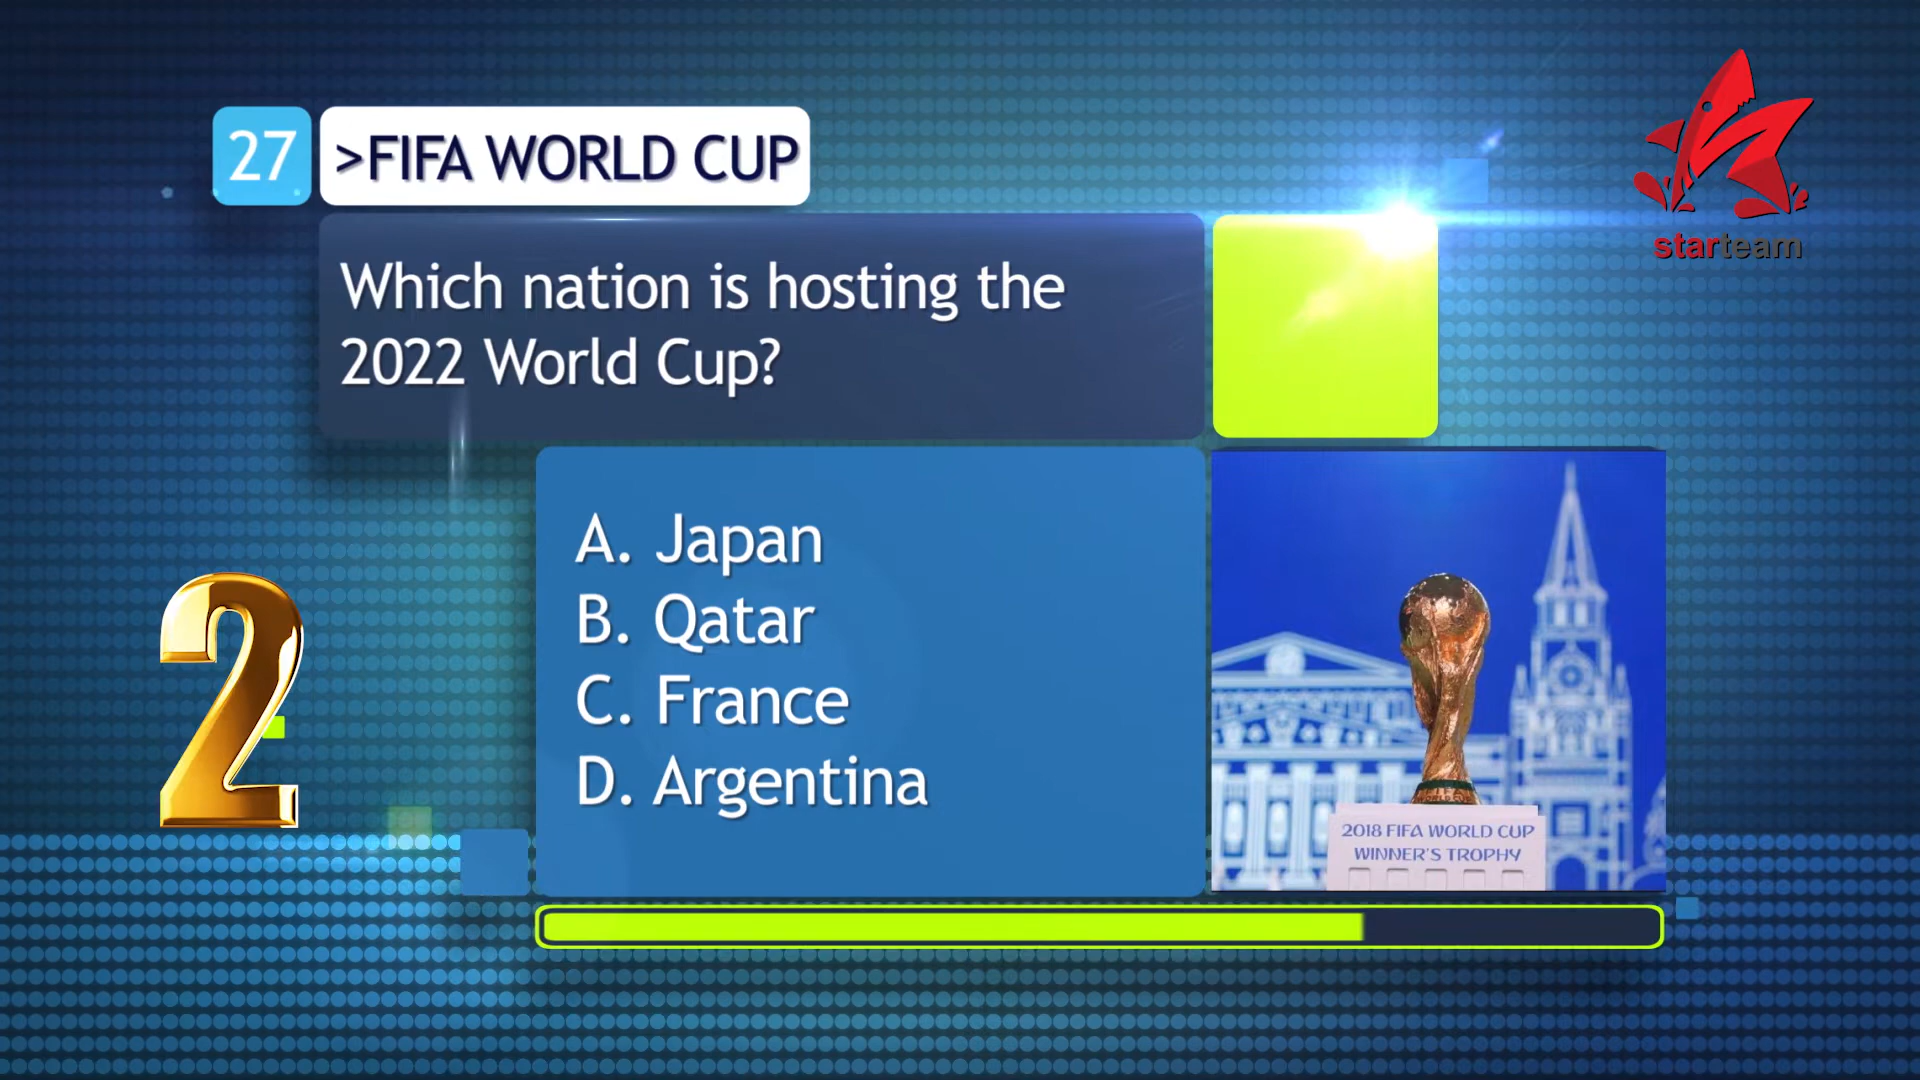 27
>FIFA WORLD CUP
starteam
Which nation is hosting the
2022 World Cup?
A. Japan
B. Qatar
C. France
D. Argentina
2
2018 FIFA WORLD CUP
WINNER'S TROPHY